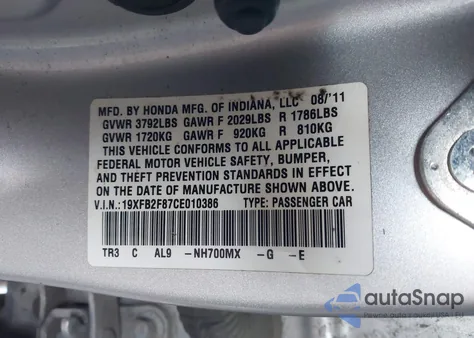 MFD. BY HONDA MFG. OF INDIANA, LLC 08/'11
GVWR 3792LBS GAWR F 2029LBS R 1786LBS
GVWR 1720KG GAWR F 920KG R 810KG
THIS VEHICLE CONFORMS TO ALL APPLICABLE
FEDERAL MOTOR VEHICLE SAFETY, BUMPER,
AND THEFT PREVENTION STANDARDS IN EFFECT
ON THE DATE OF MANUFACTURE SHOWN ABOVE.
V.I.N.:19XFB2F87CE010386 TYPE: PASSENGER CAR
TR3 C AL9 -NH700MX -G -E
autaSnap